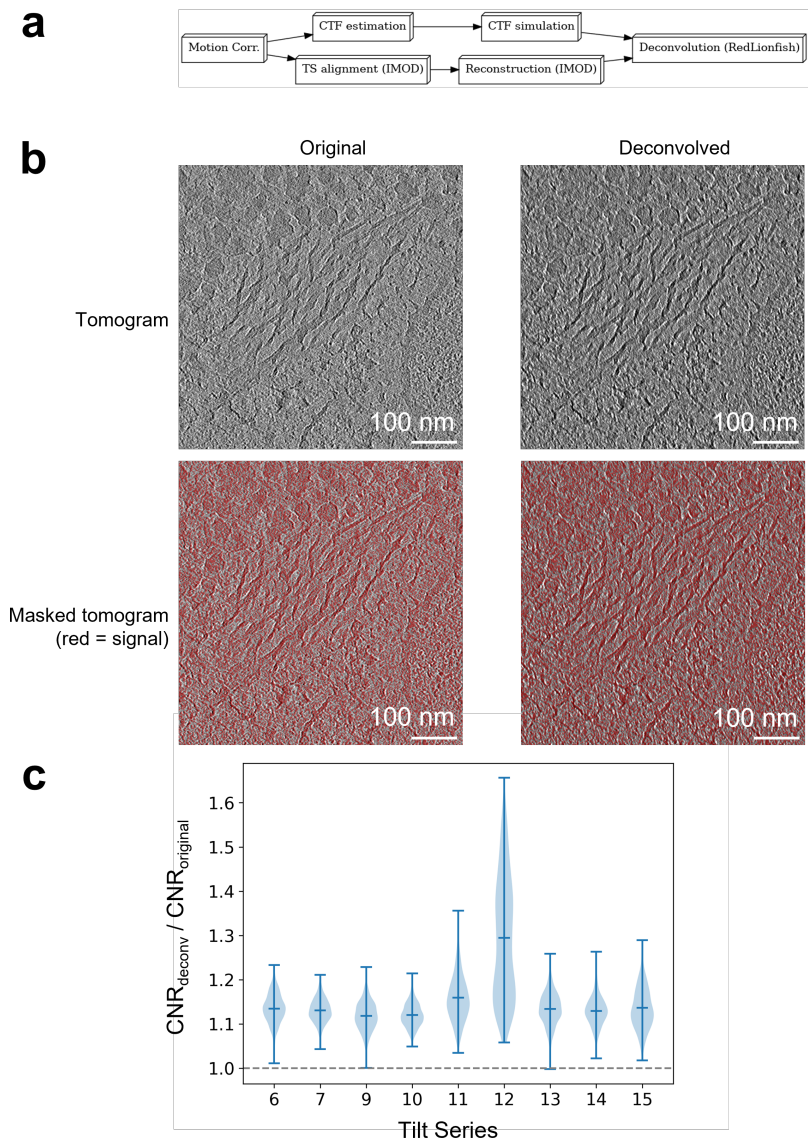 a
Motion Corr.
CTF estimation
CTF simulation
TS alignment (IMOD)
Reconstruction (IMOD)
Deconvolution (RedLionfish)
b
Original
Deconvolved
Tomogram
100 nm
100 nm
Masked tomogram
(red = signal)
100 nm
100 nm
c
CNRdeconv / CNRoriginal
1.6
1.5
1.4
1.3
1.2
1.1
1.0
6 7 9 10 11 12 13 14 15
Tilt Series